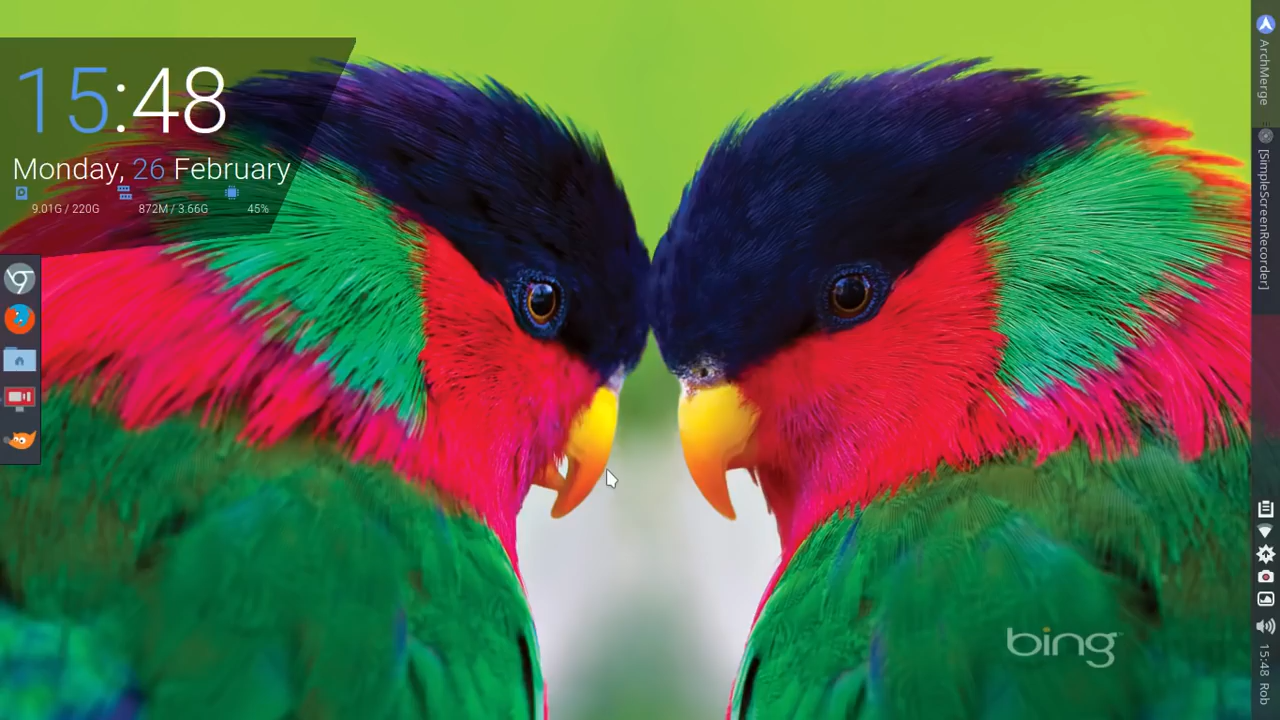 15:48
Monday, 26 February
9.01G / 220G
872M / 3.66G
45%
ArchMerge
[SimpleScreenRecorder]
bing
15:48 Rob